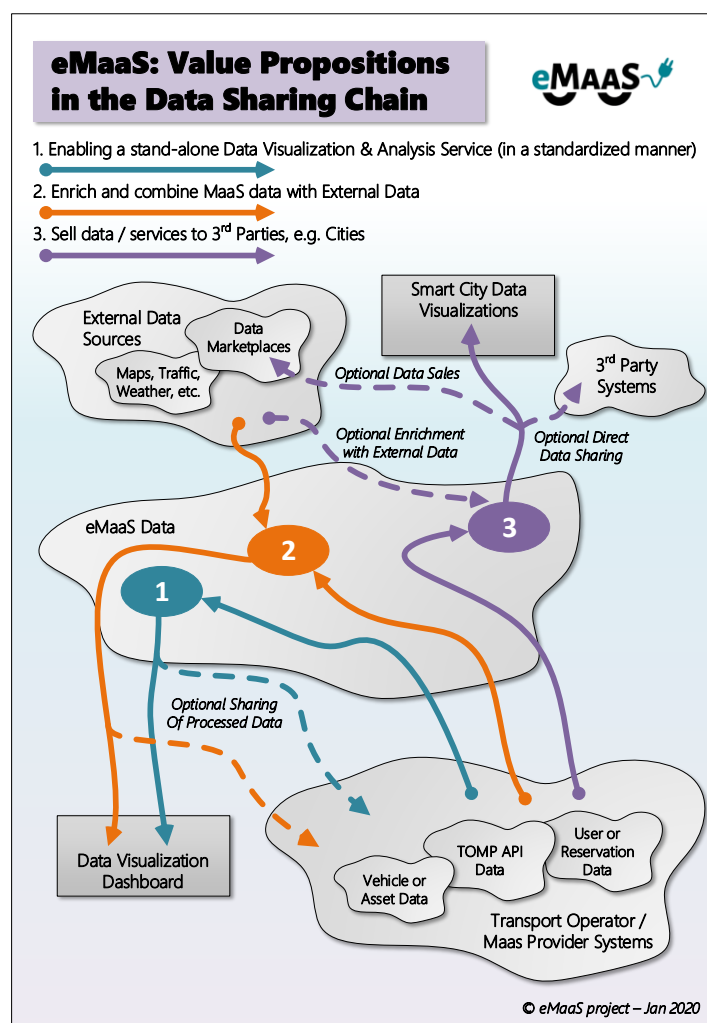 eMaaS: Value Propositions
in the Data Sharing Chain
eMAAS
1. Enabling a stand-alone Data Visualization & Analysis Service (in a standardized manner)
2. Enrich and combine MaaS data with External Data
3. Sell data / services to 3rd Parties, e.g. Cities
External Data
Sources
Data
Marketplaces
Maps, Traffic,
Weather, etc.
Smart City Data
Visualizations
3rd Party
Systems
Optional Data Sales
Optional Enrichment
with External Data
Optional Direct
Data Sharing
eMaaS Data
3
2
1
Optional Sharing
Of Processed Data
Data Visualization
Dashboard
User or
Reservation
Data
TOMP API
Data
Vehicle or
Asset Data
Transport Operator /
Maas Provider Systems
© eMaaS project – Jan 2020